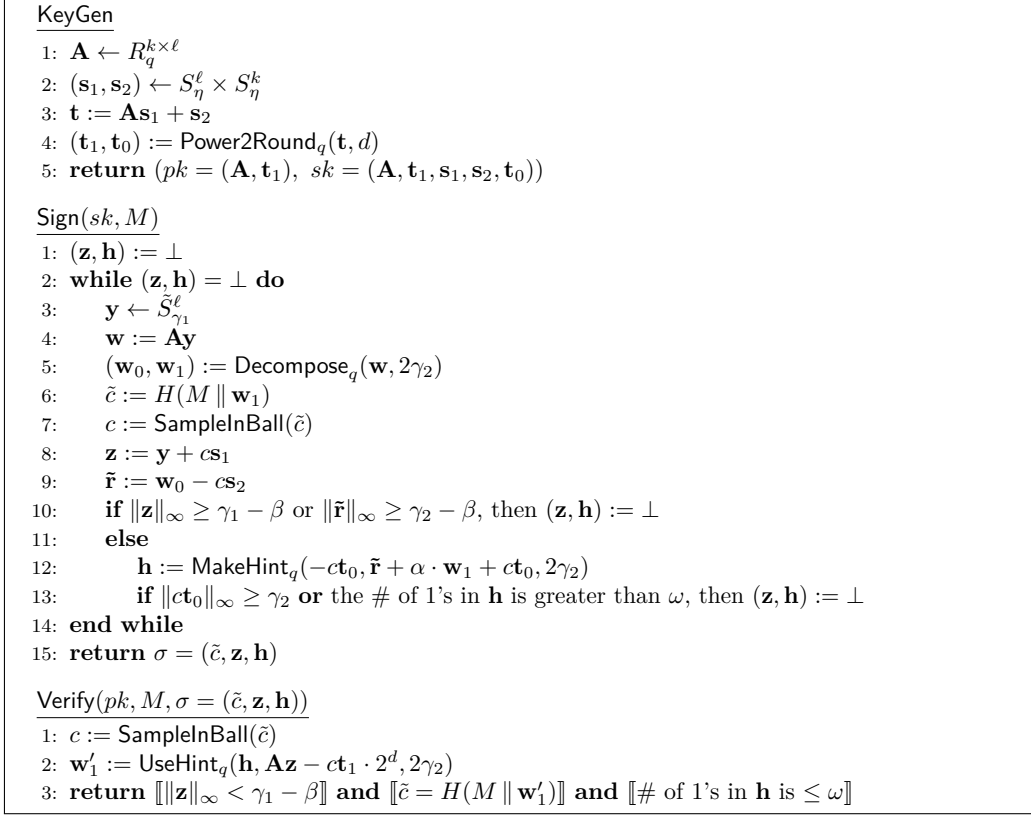 KeyGen
1: A ← R_q^{k×ℓ}
2: (s₁, s₂) ← S_η^ℓ × S_η^k
3: t := As₁ + s₂
4: (t₁, t₀) := Power2Round_q(t, d)
5: return (pk = (A, t₁), sk = (A, t₁, s₁, s₂, t₀))
Sign(sk, M)
1: (z, h) := ⊥
2: while (z, h) = ⊥ do
3: y ← S̃_{γ₁}^ℓ
4: w := Ay
5: (w₀, w₁) := Decompose_q(w, 2γ₂)
6: c̃ := H(M ∥ w₁)
7: c := SampleInBall(c̃)
8: z := y + cs₁
9: r̃ := w₀ − cs₂
10: if ∥z∥_∞ ≥ γ₁ − β or ∥r̃∥_∞ ≥ γ₂ − β, then (z, h) := ⊥
11: else
12: h := MakeHint_q(−ct₀, r̃ + α · w₁ + ct₀, 2γ₂)
13: if ∥ct₀∥_∞ ≥ γ₂ or the # of 1's in h is greater than ω, then (z, h) := ⊥
14: end while
15: return σ = (c̃, z, h)
Verify(pk, M, σ = (c̃, z, h))
1: c := SampleInBall(c̃)
2: w′₁ := UseHint_q(h, Az − ct₁ · 2^d, 2γ₂)
3: return ⟦∥z∥_∞ < γ₁ − β⟧ and ⟦c̃ = H(M ∥ w′₁)⟧ and ⟦# of 1's in h is ≤ ω⟧